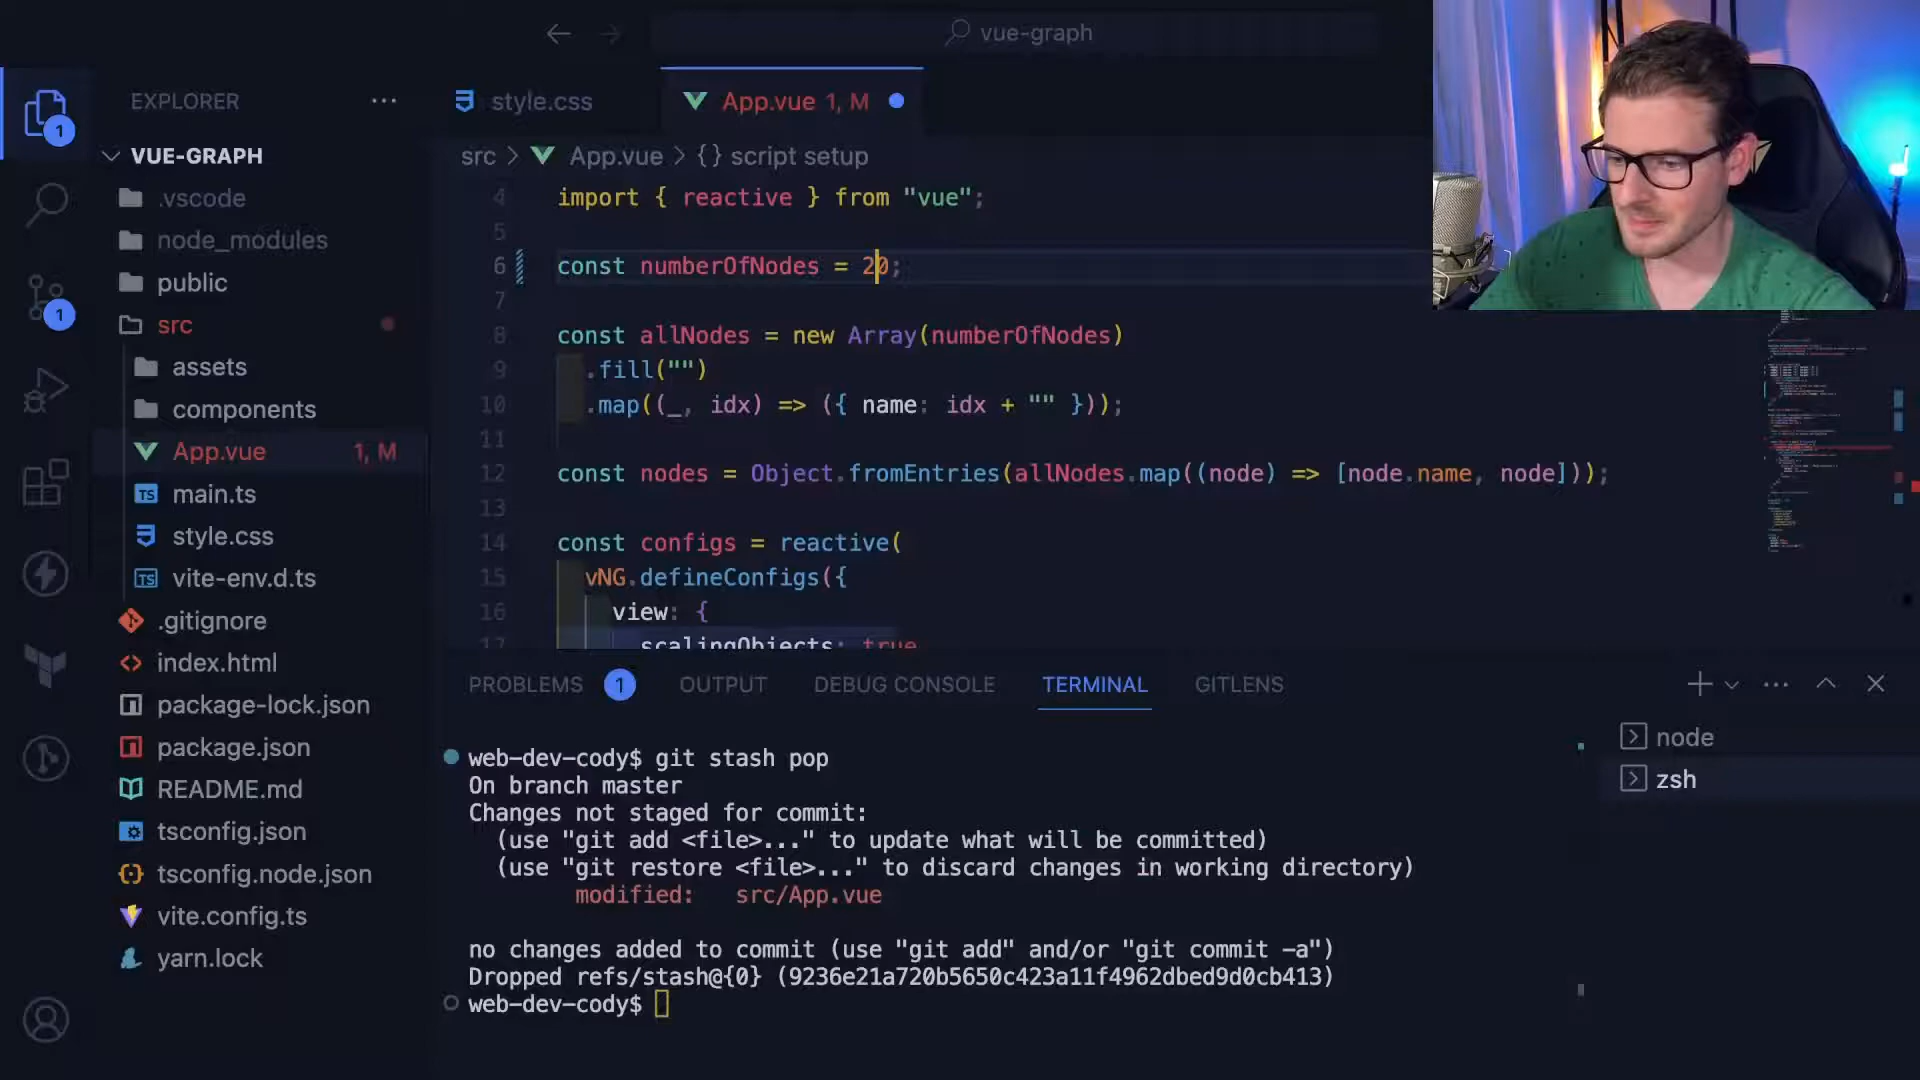 vue-graph
EXPLORER
style.css
App.vue 1, M
1
VUE-GRAPH
src > App.vue > {} script setup
.vscode
node_modules
public
src
assets
components
App.vue 1, M
main.ts
style.css
vite-env.d.ts
.gitignore
index.html
package-lock.json
package.json
README.md
tsconfig.json
tsconfig.node.json
vite.config.ts
yarn.lock
1
4 import { reactive } from "vue";
5
6 const numberOfNodes = 20;
7
8 const allNodes = new Array(numberOfNodes)
9 .fill("")
10 .map((_, idx) => ({ name: idx + "" }));
11
12 const nodes = Object.fromEntries(allNodes.map((node) => [node.name, node]));
13
14 const configs = reactive(
15 vNG.defineConfigs({
16 view: {
17 scalingObjects: true
PROBLEMS 1 OUTPUT DEBUG CONSOLE TERMINAL GITLENS
web-dev-cody$ git stash pop
On branch master
Changes not staged for commit:
(use "git add <file>..." to update what will be committed)
(use "git restore <file>..." to discard changes in working directory)
modified: src/App.vue
no changes added to commit (use "git add" and/or "git commit -a")
Dropped refs/stash@{0} (9236e21a720b5650c423a11f4962dbed9d0cb413)
web-dev-cody$
node
zsh